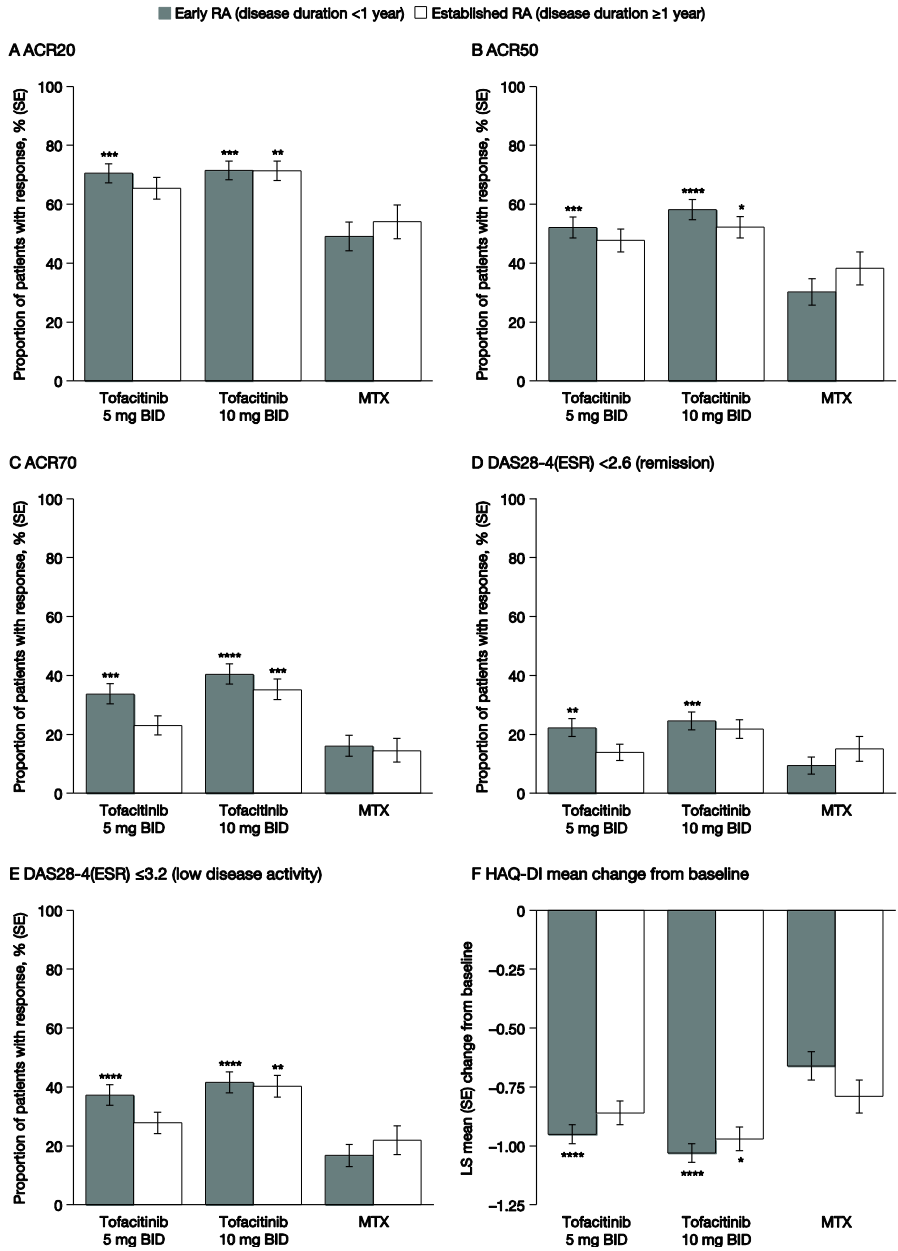 Early RA (disease duration <1 year) Established RA (disease duration ≥1 year)
A ACR20
Proportion of patients with response, % (SE)
100
80
60
40
20
0
***
***
**
Tofacitinib
5 mg BID
Tofacitinib
10 mg BID
MTX
B ACR50
Proportion of patients with response, % (SE)
100
80
60
40
20
0
***
****
*
Tofacitinib
5 mg BID
Tofacitinib
10 mg BID
MTX
C ACR70
Proportion of patients with response, % (SE)
100
80
60
40
20
0
***
****
***
Tofacitinib
5 mg BID
Tofacitinib
10 mg BID
MTX
D DAS28-4(ESR) <2.6 (remission)
Proportion of patients with response, % (SE)
100
80
60
40
20
0
**
***
Tofacitinib
5 mg BID
Tofacitinib
10 mg BID
MTX
E DAS28-4(ESR) ≤3.2 (low disease activity)
Proportion of patients with response, % (SE)
100
80
60
40
20
0
****
****
**
Tofacitinib
5 mg BID
Tofacitinib
10 mg BID
MTX
F HAQ-DI mean change from baseline
LS mean (SE) change from baseline
0
−0.25
−0.50
−0.75
−1.00
−1.25
****
****
*
Tofacitinib
5 mg BID
Tofacitinib
10 mg BID
MTX